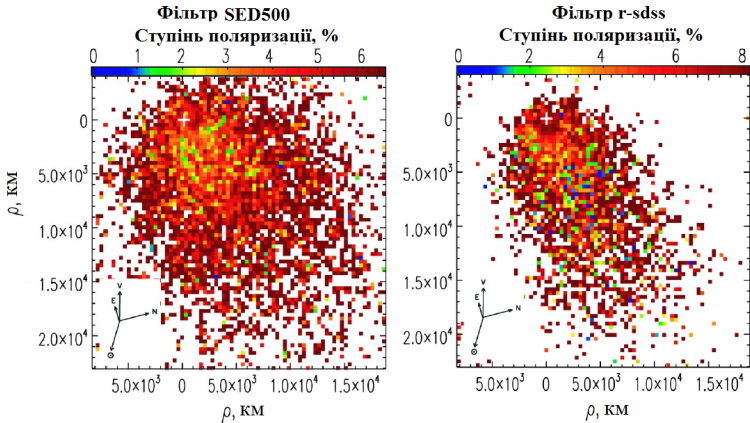 Фільтр SED500
Ступінь поляризації, %
0 1 2 3 4 5 6
0
5.0×10³
1.0×10⁴
1.5×10⁴
2.0×10⁴
ρ, км
V
E
N
⊙
5.0×10³ 0 5.0×10³ 1.0×10⁴ 1.5×10⁴
ρ, км
Фільтр r-sdss
Ступінь поляризації, %
0 2 4 6 8
0
5.0×10³
1.0×10⁴
1.5×10⁴
2.0×10⁴
V
E
N
⊙
5.0×10³ 0 5.0×10³ 1.0×10⁴ 1.5×10⁴
ρ, км